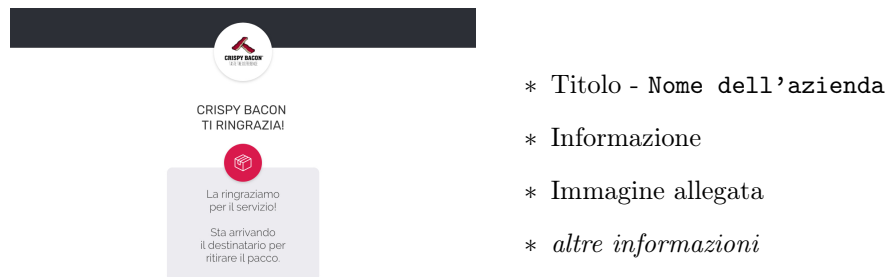 CRISPY BACON
CRISPY BACON
TI RINGRAZIA!
La ringraziamo
per il servizio!
Sta arrivando
il destinatario per
ritirare il pacco.
* Titolo - Nome dell'azienda
* Informazione
* Immagine allegata
* altre informazioni